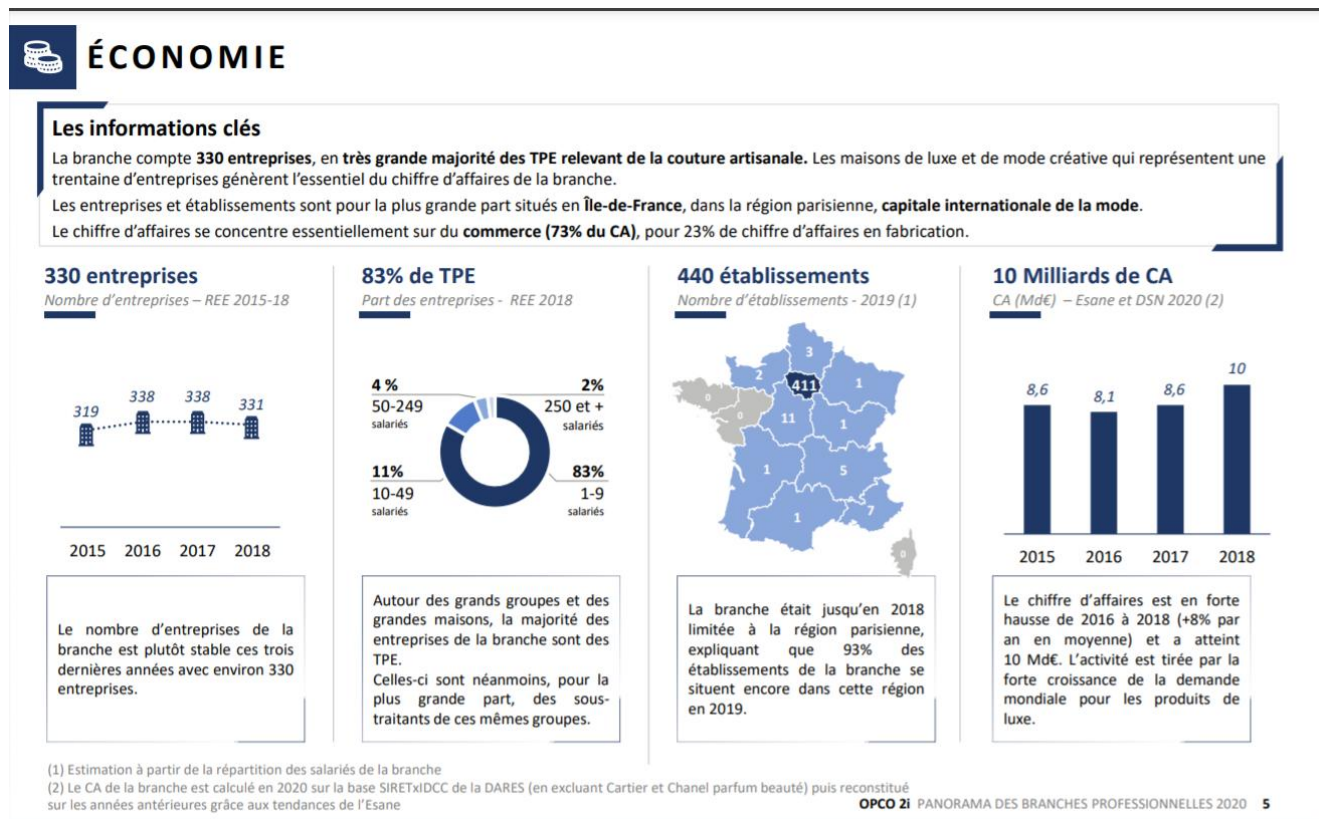 ÉCONOMIE
Les informations clés
La branche compte 330 entreprises, en très grande majorité des TPE relevant de la couture artisanale. Les maisons de luxe et de mode créative qui représentent une
trentaine d'entreprises génèrent l'essentiel du chiffre d'affaires de la branche.
Les entreprises et établissements sont pour la plus grande part situés en Île-de-France, dans la région parisienne, capitale internationale de la mode.
Le chiffre d'affaires se concentre essentiellement sur du commerce (73% du CA), pour 23% de chiffre d'affaires en fabrication.
330 entreprises
Nombre d'entreprises – REE 2015-18
319
338
338
331
2015 2016 2017 2018
Le nombre d'entreprises de la
branche est plutôt stable ces trois
dernières années avec environ 330
entreprises.
83% de TPE
Part des entreprises - REE 2018
4 %
50-249
salariés
2%
250 et +
salariés
11%
10-49
salariés
83%
1-9
salariés
Autour des grands groupes et des
grandes maisons, la majorité des
entreprises de la branche sont des
TPE.
Celles-ci sont néanmoins, pour la
plus grande part, des sous-
traitants de ces mêmes groupes.
440 établissements
Nombre d'établissements - 2019 (1)
3
2
411
1
0
0
11
1
1
5
1
7
0
La branche était jusqu'en 2018
limitée à la région parisienne,
expliquant que 93% des
établissements de la branche se
situent encore dans cette région
en 2019.
10 Milliards de CA
CA (Md€) – Esane et DSN 2020 (2)
8,6
8,1
8,6
10
2015 2016 2017 2018
Le chiffre d'affaires est en forte
hausse de 2016 à 2018 (+8% par
an en moyenne) et a atteint
10 Md€. L'activité est tirée par la
forte croissance de la demande
mondiale pour les produits de
luxe.
(1) Estimation à partir de la répartition des salariés de la branche
(2) Le CA de la branche est calculé en 2020 sur la base SIRETxIDCC de la DARES (en excluant Cartier et Chanel parfum beauté) puis reconstitué
sur les années antérieures grâce aux tendances de l'Esane
OPCO 2i PANORAMA DES BRANCHES PROFESSIONNELLES 2020 5